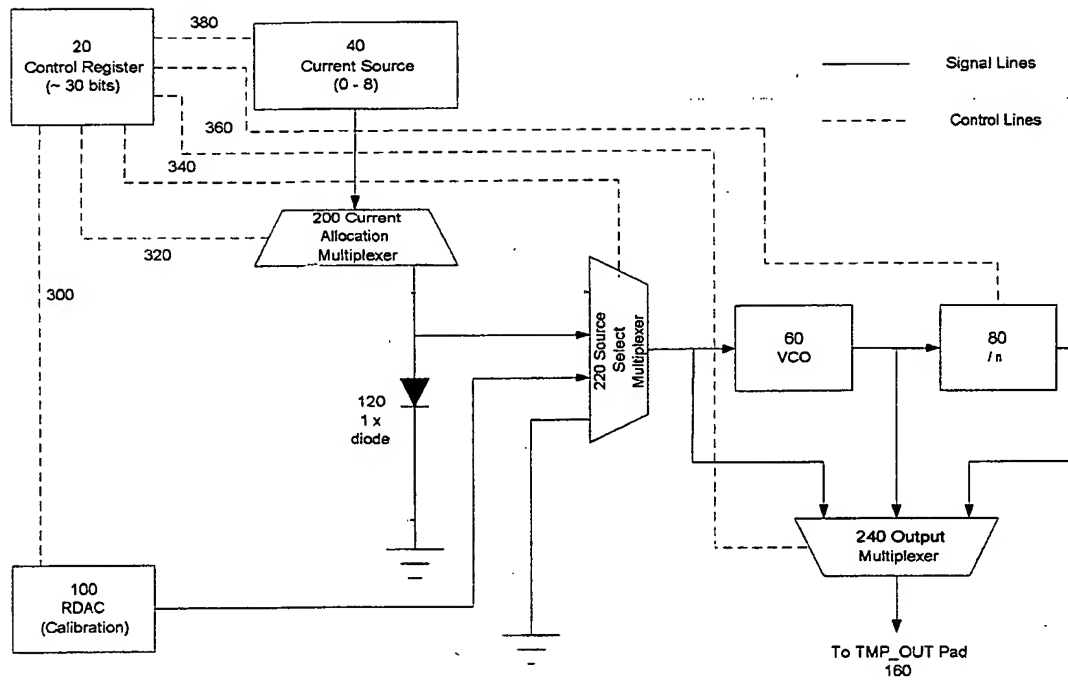 20
Control Register
(~ 30 bits)
380
40
Current Source
(0 - 8)
Signal Lines
Control Lines
360
340
320
300
200 Current
Allocation
Multiplexer
220 Source
Select
Multiplexer
60
VCO
80
/ n
120
1 x
diode
240 Output
Multiplexer
100
RDAC
(Calibration)
To TMP_OUT Pad
160